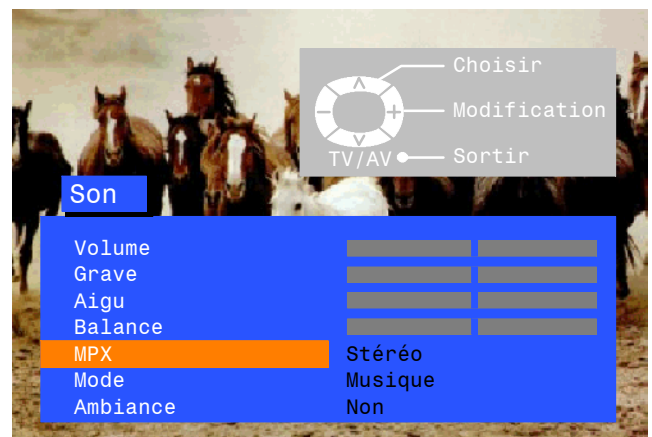 Choisir
Modification
TV/AV Sortir
Son
Volume
Grave
Aigu
Balance
MPX Stéréo
Mode Musique
Ambiance Non